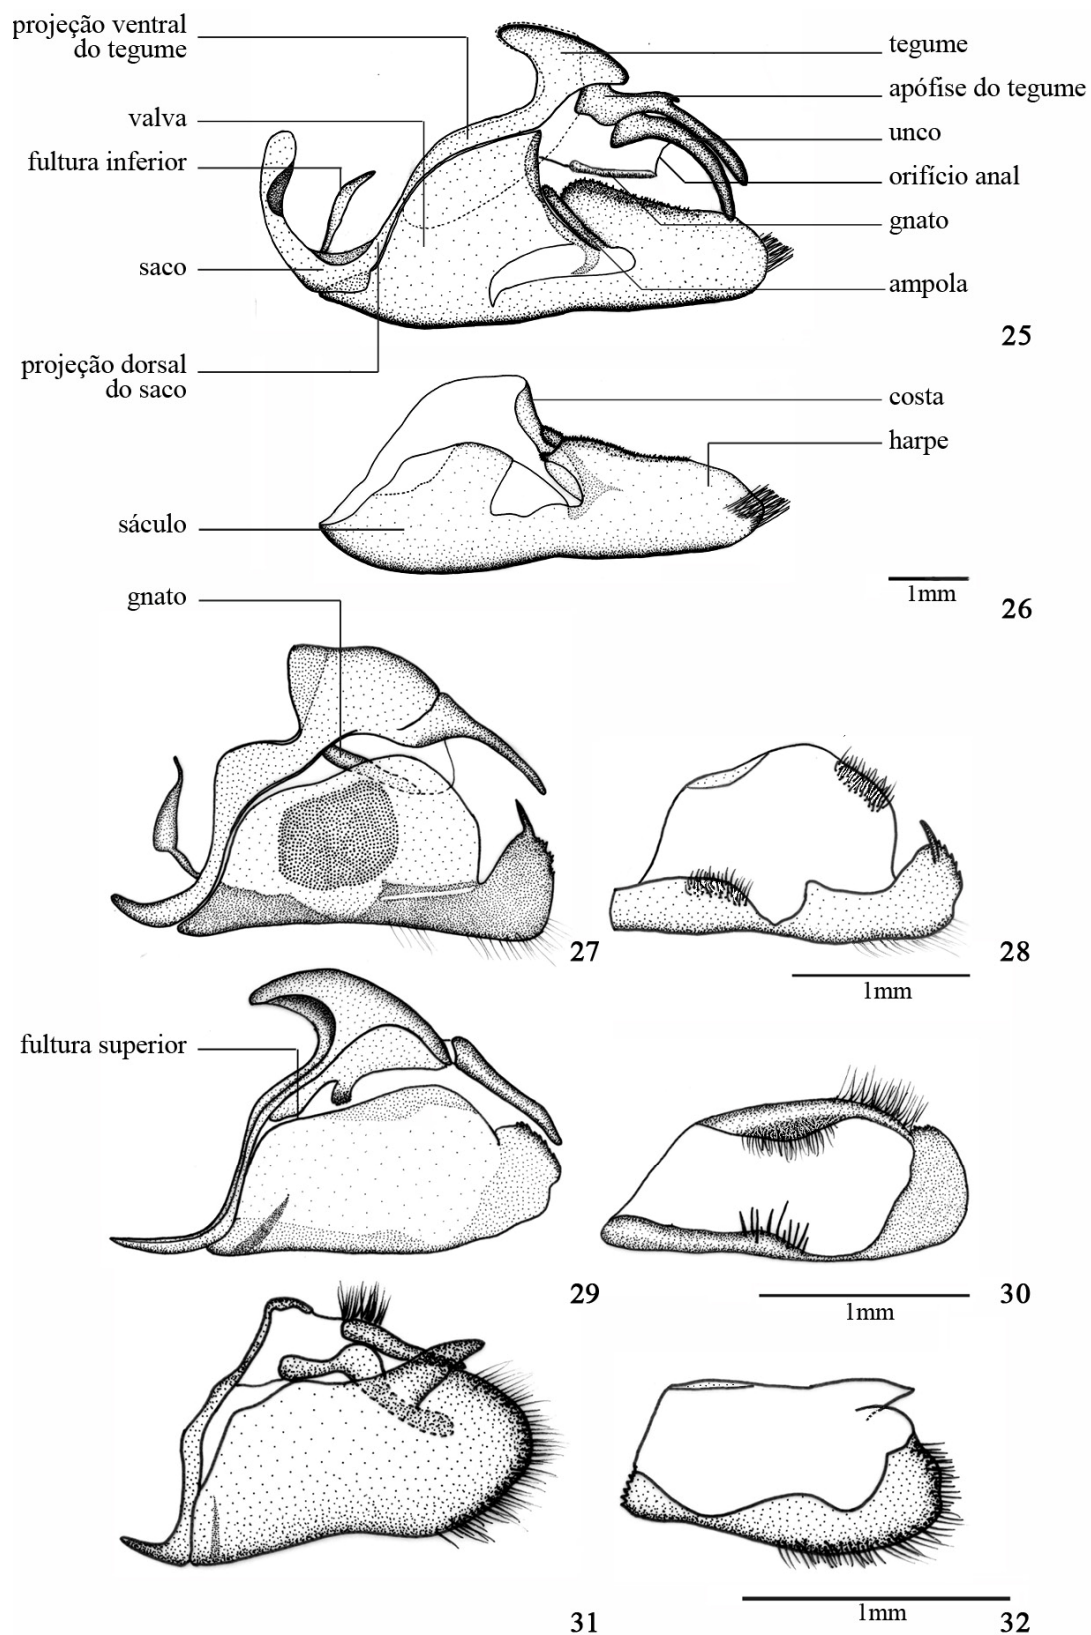 projeção ventral
do tegume
valva
fultura inferior
saco
projeção dorsal
do saco
tegume
apófise do tegume
unco
orifício anal
gnato
ampola
25
costa
harpe
sáculo
1mm
26
gnato
27
28
1mm
fultura superior
29
30
1mm
31
1mm
32